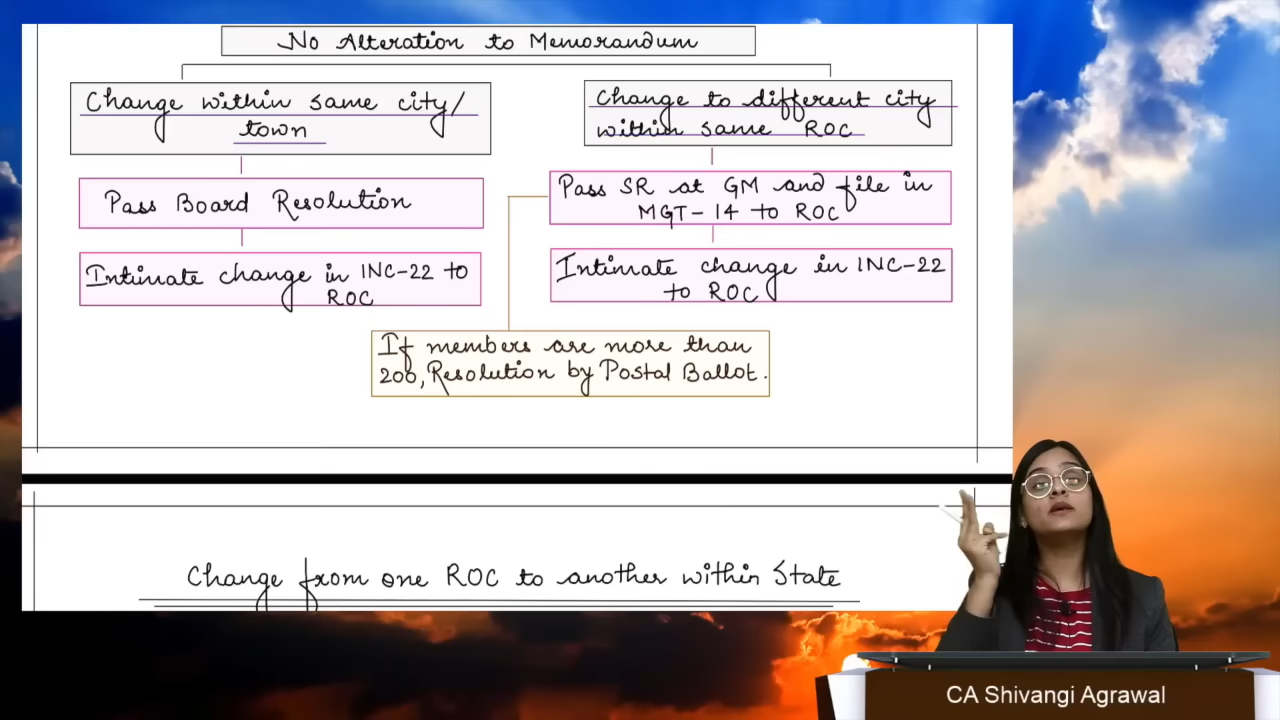 No Alteration to Memorandum
Change within same city/
town
Pass Board Resolution
Intimate change in INC-22 to
ROC
Change to different city
within same ROC
Pass SR at GM and file in
MGT-14 to ROC
Intimate change in INC-22
to ROC
If members are more than
200, Resolution by Postal Ballot.
Change from one ROC to another within State
CA Shivangi Agrawal